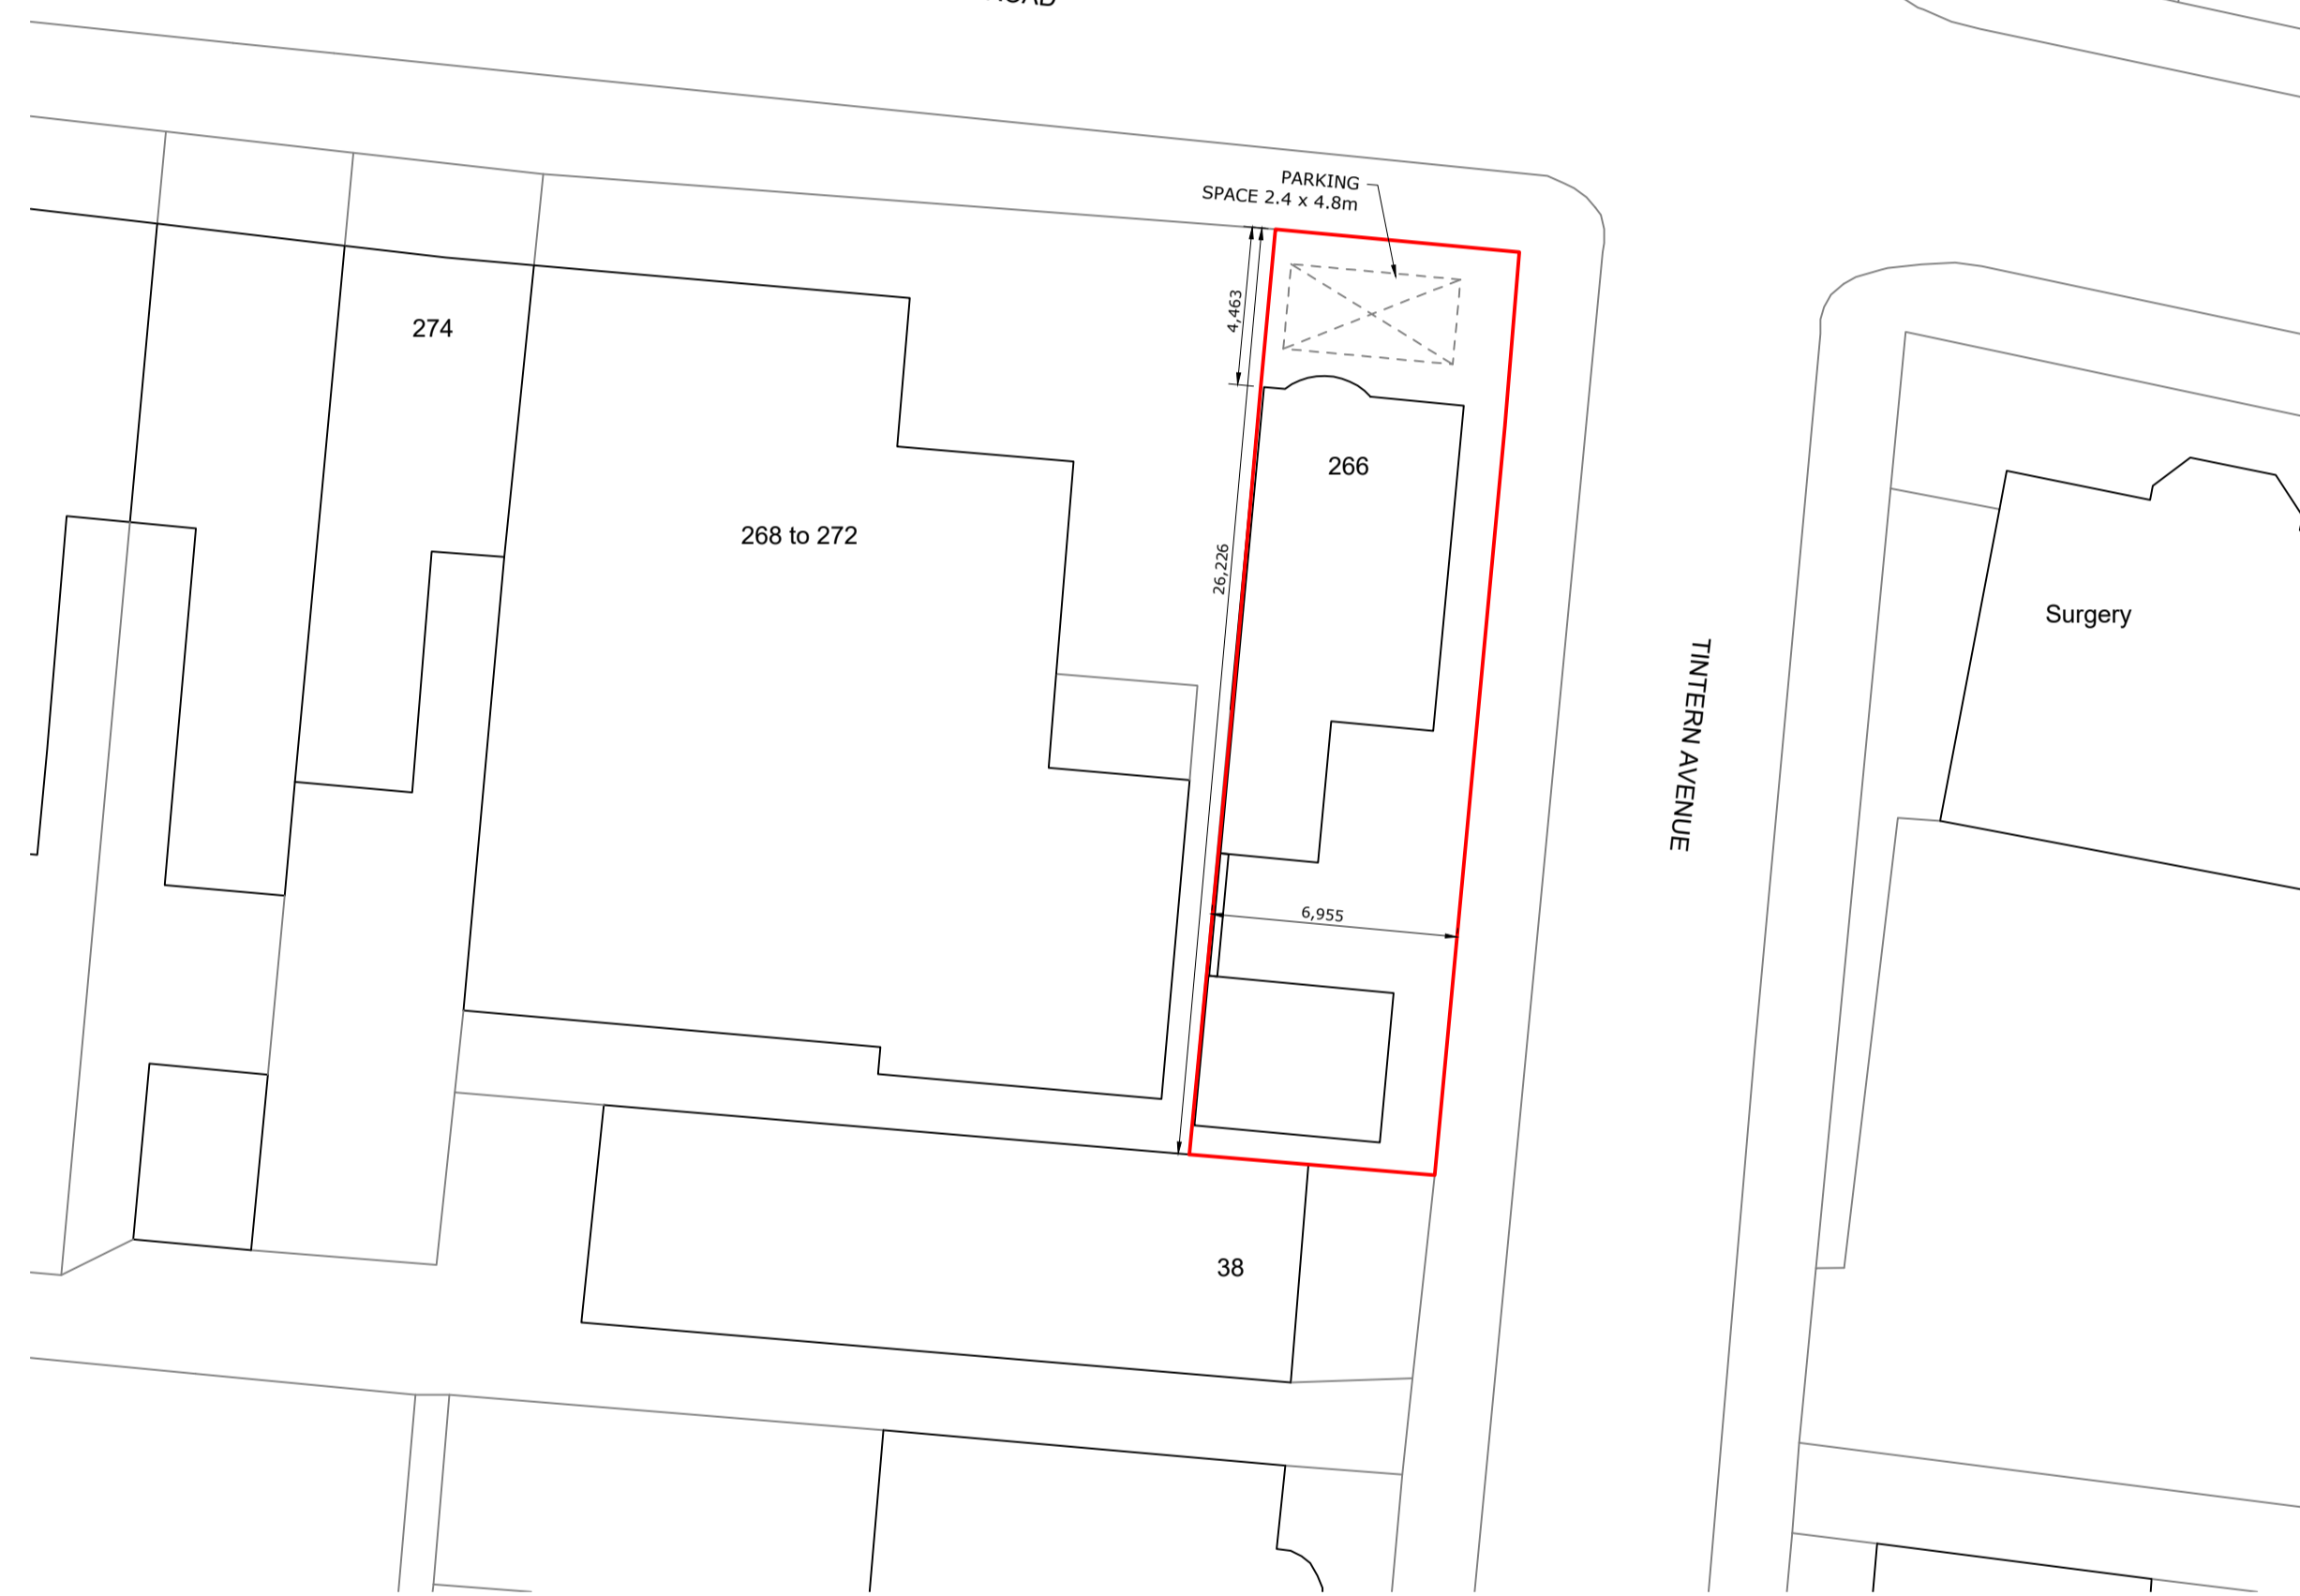 PARKING
SPACE 2.4 x 4.8m
4,463
274
266
268 to 272
26,226
Surgery
TINTERN AVENUE
6,955
38